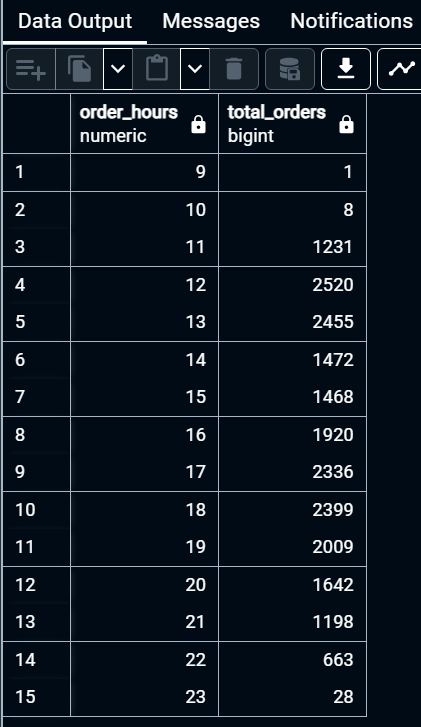 Data Output Messages Notifications
order_hours total_orders
numeric bigint
1 9 1
2 10 8
3 11 1231
4 12 2520
5 13 2455
6 14 1472
7 15 1468
8 16 1920
9 17 2336
10 18 2399
11 19 2009
12 20 1642
13 21 1198
14 22 663
15 23 28